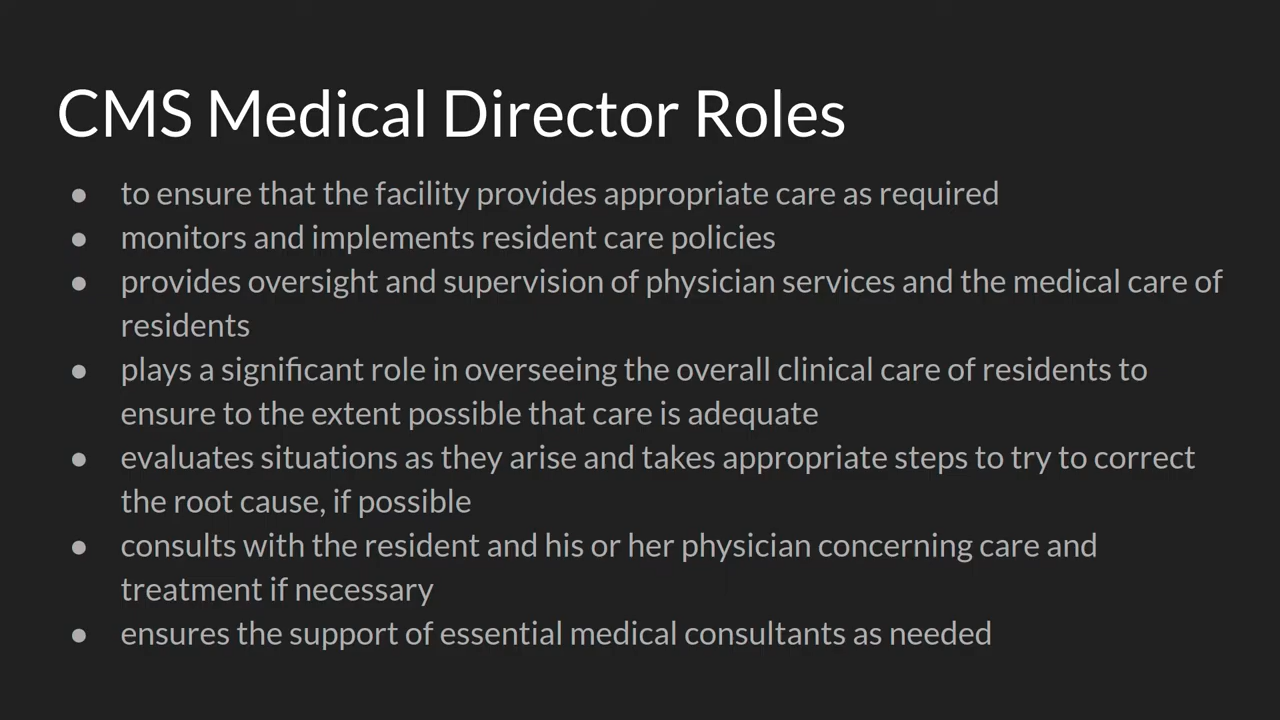 CMS Medical Director Roles
● to ensure that the facility provides appropriate care as required
● monitors and implements resident care policies
● provides oversight and supervision of physician services and the medical care of
residents
● plays a significant role in overseeing the overall clinical care of residents to
ensure to the extent possible that care is adequate
● evaluates situations as they arise and takes appropriate steps to try to correct
the root cause, if possible
● consults with the resident and his or her physician concerning care and
treatment if necessary
● ensures the support of essential medical consultants as needed